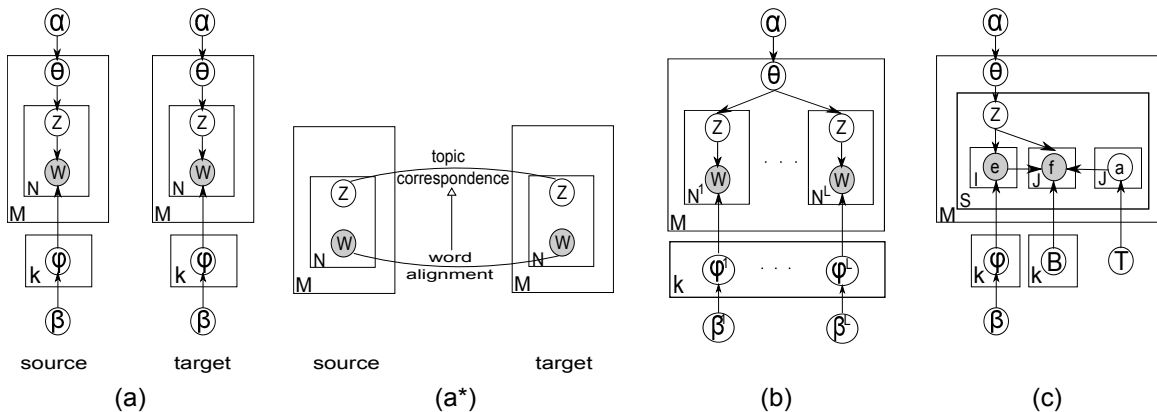 α
θ
Z
W
N
M
φ
k
β
source
α
θ
Z
W
N
M
φ
k
β
target
(a)
topic
correspondence
Z
W
N
M
Z
W
N
M
word
alignment
source
target
(a*)
α
θ
Z
Z
W
W
N¹
. . .
Nᴸ
M
φ¹
. . .
φᴸ
k
β¹
βᴸ
(b)
α
θ
Z
e
f
a
I
J
J
S
M
φ
B
T
k
k
β
(c)